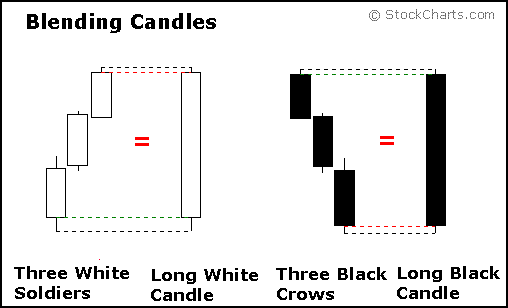 © StockCharts.com
Blending Candles
=
=
Three White
Soldiers
Long White
Candle
Three Black
Crows
Long Black
Candle